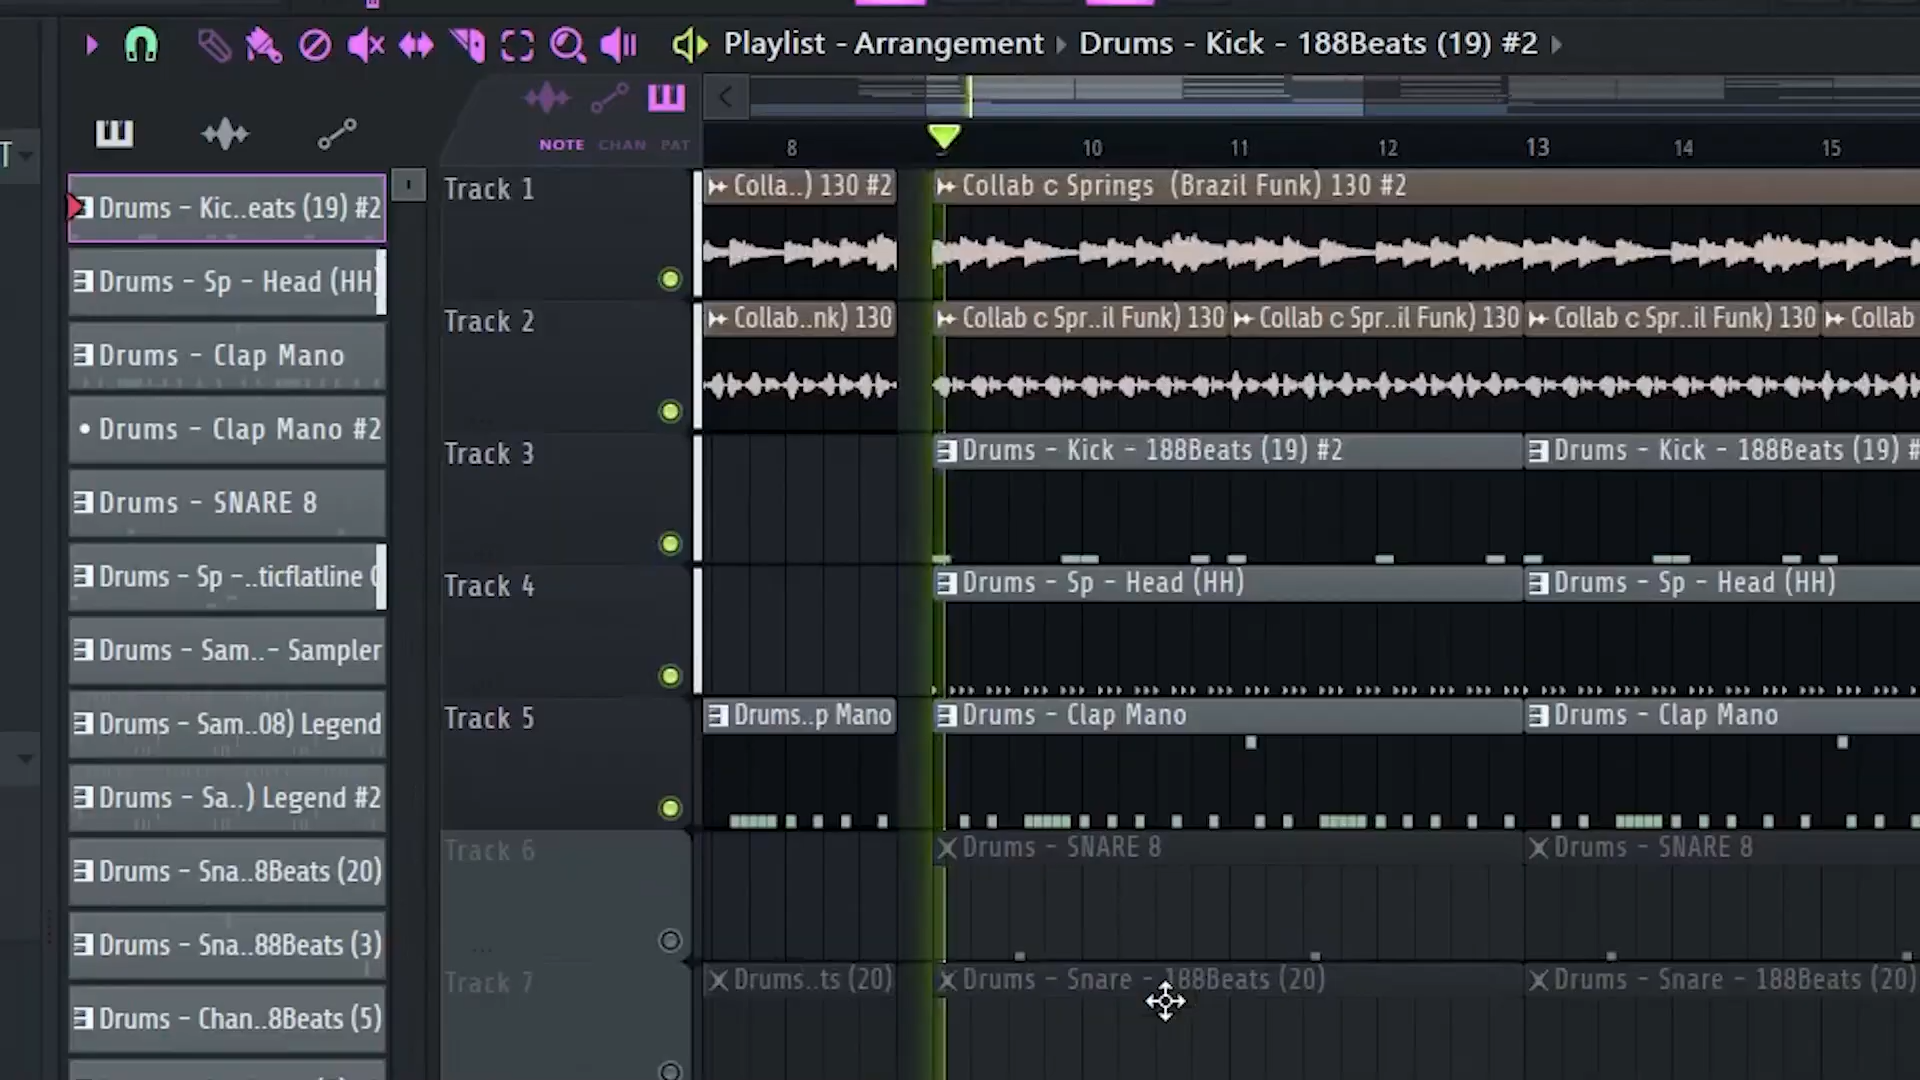 Playlist - Arrangement ▸ Drums - Kick - 188Beats (19) #2
NOTE CHAN PAT
8 10 11 12 13 14 15
Drums - Kic..eats (19) #2
Drums - Sp - Head (HH)
Drums - Clap Mano
Drums - Clap Mano #2
Drums - SNARE 8
Drums - Sp -..ticflatline
Drums - Sam..- Sampler
Drums - Sam..08) Legend
Drums - Sa..) Legend #2
Drums - Sna..8Beats (20)
Drums - Sna..88Beats (3)
Drums - Chan..8Beats (5)
Track 1
Colla..) 130 #2
Collab c Springs (Brazil Funk) 130 #2
Track 2
Collab..nk) 130
Collab c Spr..il Funk) 130
Collab c Spr..il Funk) 130
Collab c Spr..il Funk) 130
Collab
Track 3
Drums - Kick - 188Beats (19) #2
Drums - Kick - 188Beats (19) #
Track 4
Drums - Sp - Head (HH)
Drums - Sp - Head (HH)
Track 5
Drums..p Mano
Drums - Clap Mano
Drums - Clap Mano
Track 6
Drums - SNARE 8
Drums - SNARE 8
Track 7
Drums..ts (20)
Drums - Snare - 188Beats (20)
Drums - Snare - 188Beats (20)